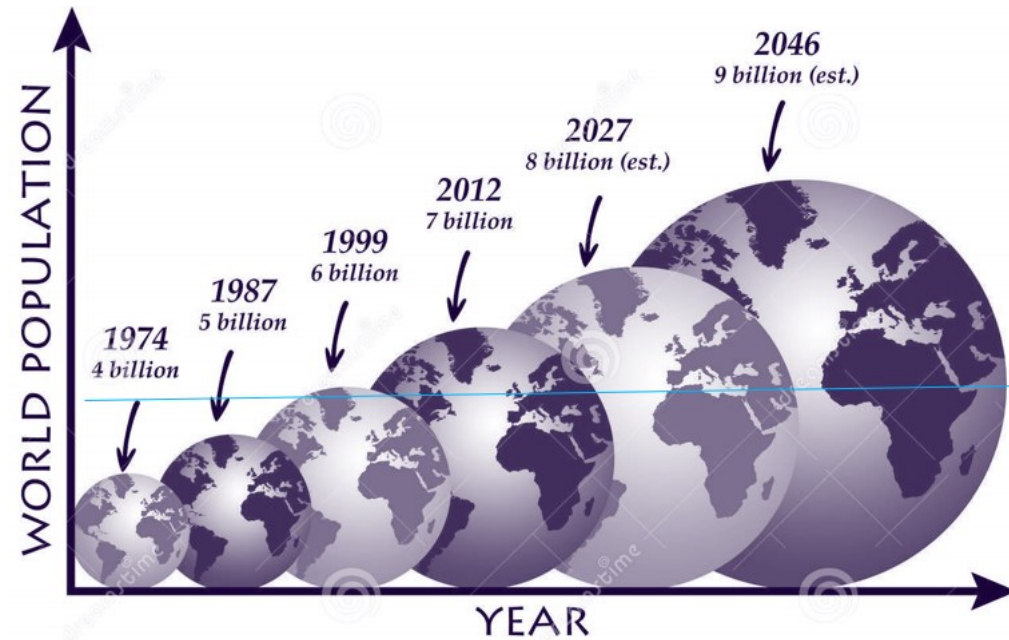 WORLD POPULATION
1974
4 billion
1987
5 billion
1999
6 billion
2012
7 billion
2027
8 billion (est.)
2046
9 billion (est.)
YEAR